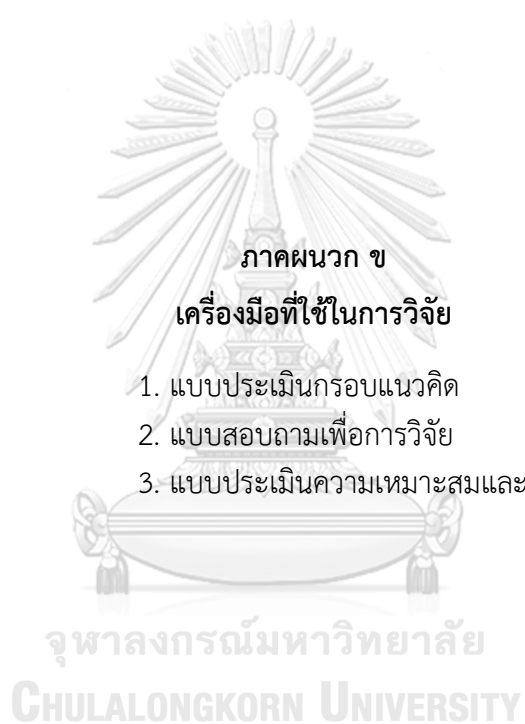 ภาคผนวก ข
เครื่องมือที่ใช้ในการวิจัย
1. แบบประเมินกรอบแนวคิด
2. แบบสอบถามเพื่อการวิจัย
3. แบบประเมินความเหมาะสมและ
จุฬาลงกรณ์มหาวิทยาลัย
CHULALONGKORN UNIVERSITY